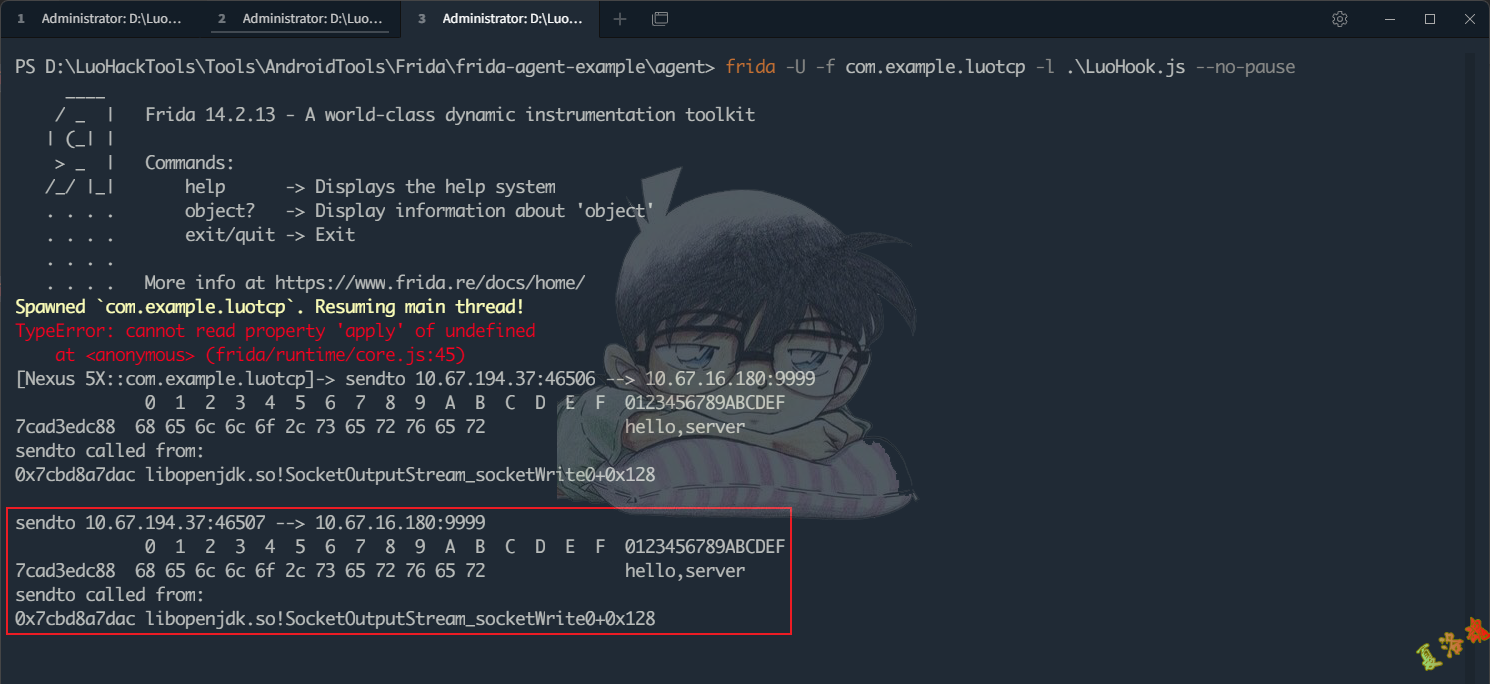 1 Administrator: D:\Luo... 2 Administrator: D:\Luo... 3 Administrator: D:\Luo...
PS D:\LuoHackTools\Tools\AndroidTools\Frida\frida-agent-example\agent> frida -U -f com.example.luotcp -l .\LuoHook.js --no-pause
     ____
    / _  |   Frida 14.2.13 - A world-class dynamic instrumentation toolkit
   | (_| |
    > _  |   Commands:
   /_/ |_|       help      -> Displays the help system
   . . . .       object?   -> Display information about 'object'
   . . . .       exit/quit -> Exit
   . . . .
   . . . .   More info at https://www.frida.re/docs/home/
Spawned `com.example.luotcp`. Resuming main thread!
TypeError: cannot read property 'apply' of undefined
    at <anonymous> (frida/runtime/core.js:45)
[Nexus 5X::com.example.luotcp]-> sendto 10.67.194.37:46506 --> 10.67.16.180:9999
             0  1  2  3  4  5  6  7  8  9  A  B  C  D  E  F  0123456789ABCDEF
7cad3edc88  68 65 6c 6c 6f 2c 73 65 72 76 65 72              hello,server
sendto called from:
0x7cbd8a7dac libopenjdk.so!SocketOutputStream_socketWrite0+0x128
sendto 10.67.194.37:46507 --> 10.67.16.180:9999
             0  1  2  3  4  5  6  7  8  9  A  B  C  D  E  F  0123456789ABCDEF
7cad3edc88  68 65 6c 6c 6f 2c 73 65 72 76 65 72              hello,server
sendto called from:
0x7cbd8a7dac libopenjdk.so!SocketOutputStream_socketWrite0+0x128
夏洛